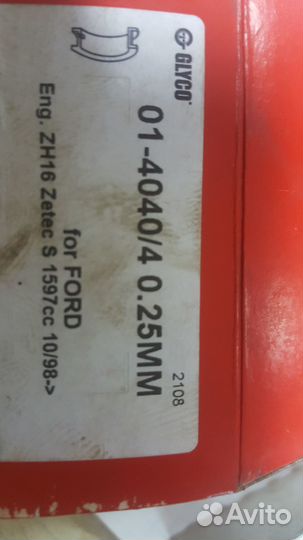 GLYCO
01-4040/4 0.25MM
2108
for FORD
Eng. ZH16 Zetec S 1597cc 10/98->
Avito